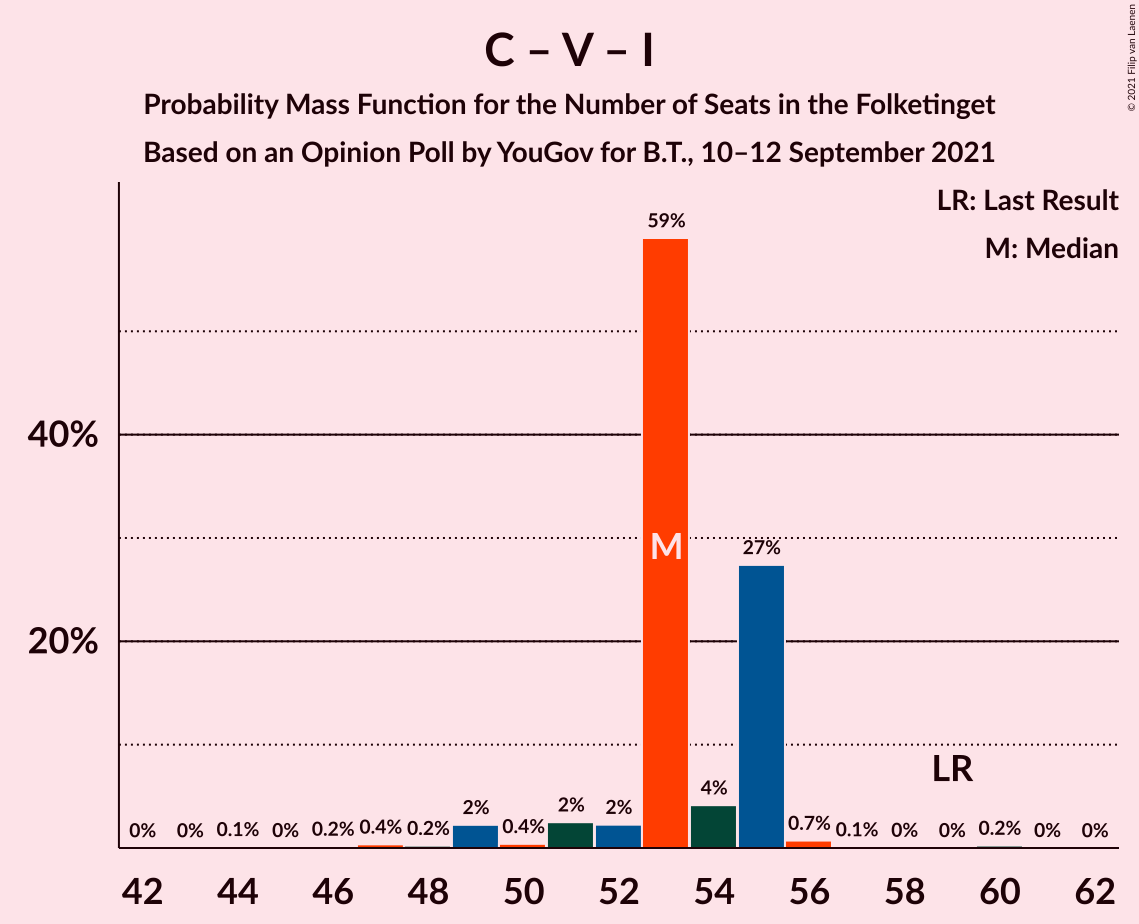 C – V – I
Probability Mass Function for the Number of Seats in the Folketinget
Based on an Opinion Poll by YouGov for B.T., 10–12 September 2021
© 2021 Filip van Laenen
LR: Last Result
M: Median
40%
20%
0% 0% 0.1% 0% 0.2% 0.4% 0.2% 2% 0.4% 2% 2% 59% 4% 27% 0.7% 0.1% 0% 0% 0.2% 0% 0%
M
LR
42 44 46 48 50 52 54 56 58 60 62